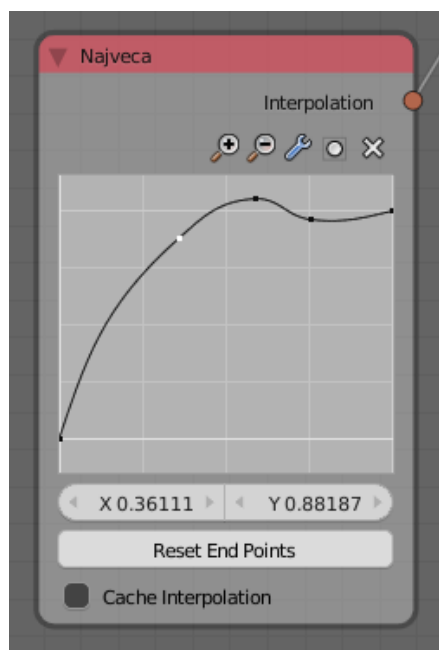 Najveca
Interpolation
X 0.36111 Y 0.88187
Reset End Points
Cache Interpolation